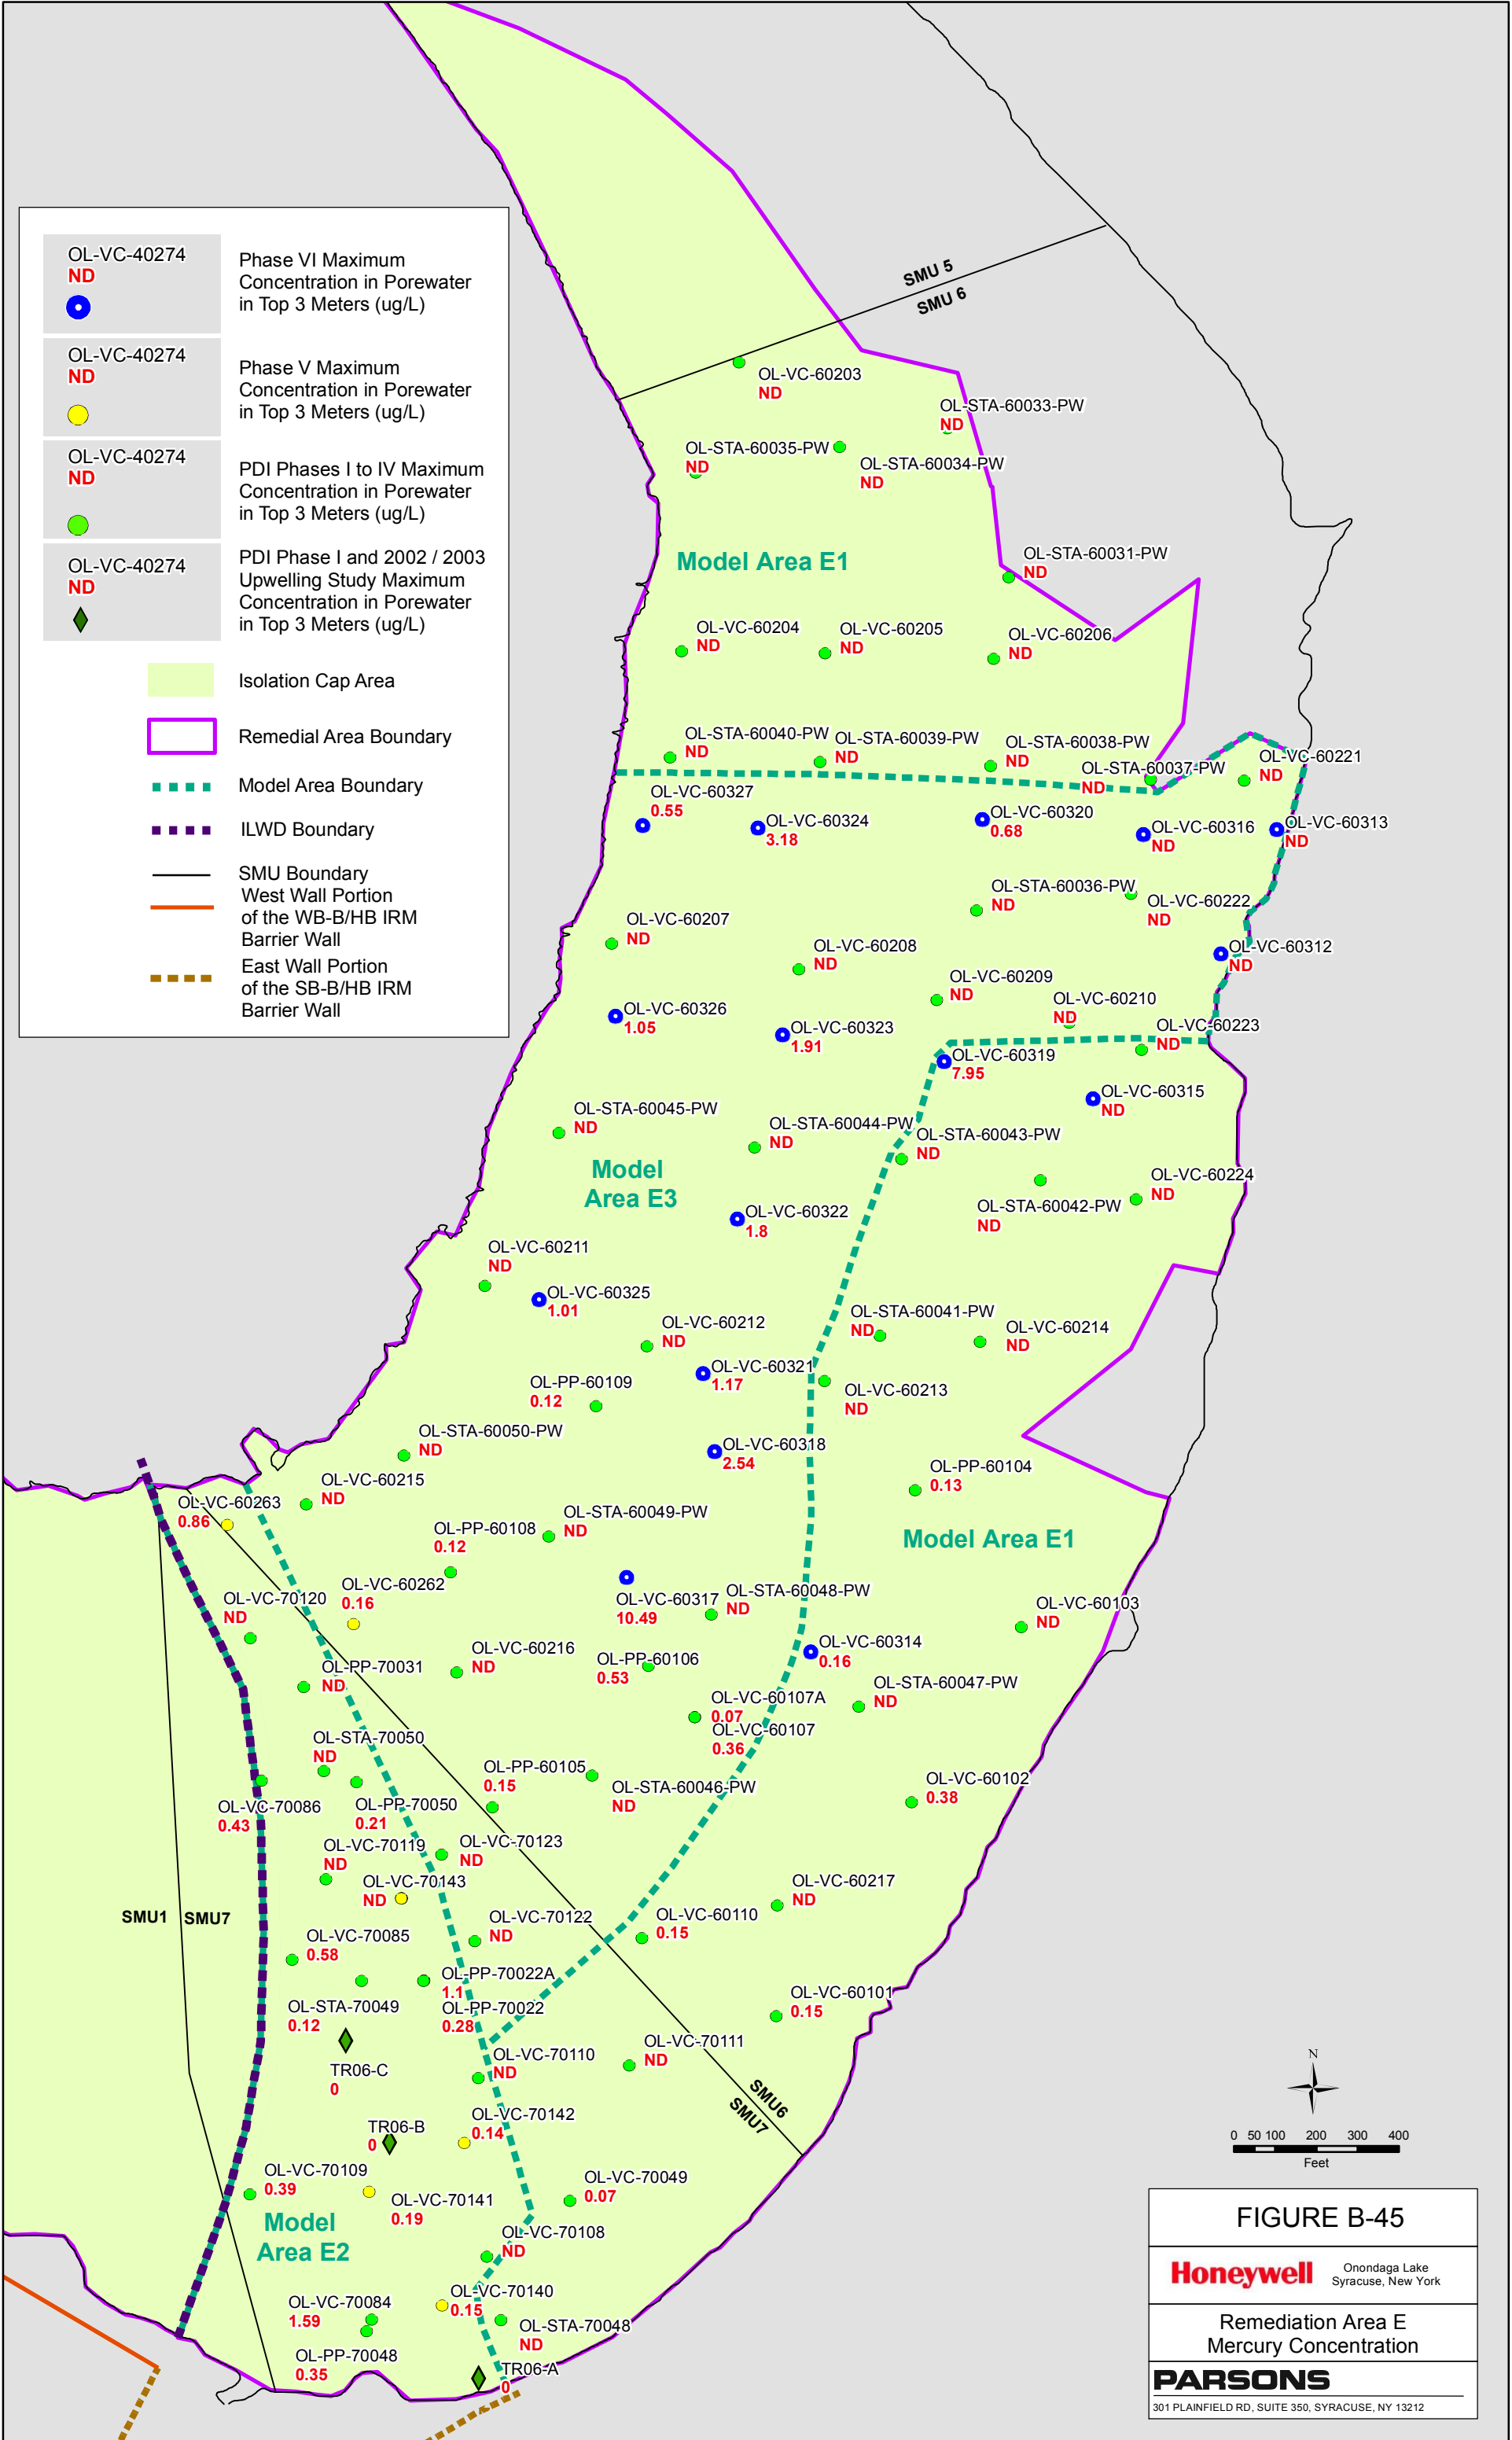 OL-VC-40274
ND
Phase VI Maximum
Concentration in Porewater
in Top 3 Meters (ug/L)
OL-VC-40274
ND
Phase V Maximum
Concentration in Porewater
in Top 3 Meters (ug/L)
OL-VC-40274
ND
PDI Phases I to IV Maximum
Concentration in Porewater
in Top 3 Meters (ug/L)
OL-VC-40274
ND
PDI Phase I and 2002 / 2003
Upwelling Study Maximum
Concentration in Porewater
in Top 3 Meters (ug/L)
Isolation Cap Area
Remedial Area Boundary
Model Area Boundary
ILWD Boundary
SMU Boundary
West Wall Portion
of the WB-B/HB IRM
Barrier Wall
East Wall Portion
of the SB-B/HB IRM
Barrier Wall
SMU 5
SMU 6
OL-VC-60203
ND
OL-STA-60033-PW
ND
OL-STA-60035-PW
ND
OL-STA-60034-PW
ND
Model Area E1
OL-STA-60031-PW
ND
OL-VC-60204
ND
OL-VC-60205
ND
OL-VC-60206
ND
OL-STA-60040-PW
ND
OL-STA-60039-PW
ND
OL-STA-60038-PW
ND
OL-STA-60037-PW
ND
OL-VC-60221
ND
OL-VC-60327
0.55
OL-VC-60324
3.18
OL-VC-60320
0.68
OL-VC-60316
ND
OL-VC-60313
ND
OL-STA-60036-PW
ND
OL-VC-60222
ND
OL-VC-60207
ND
OL-VC-60208
ND
OL-VC-60312
ND
OL-VC-60209
ND
OL-VC-60210
ND
OL-VC-60223
ND
OL-VC-60326
1.05
OL-VC-60323
1.91
OL-VC-60319
7.95
OL-VC-60315
ND
OL-STA-60045-PW
ND
OL-STA-60044-PW
ND
OL-STA-60043-PW
ND
Model
Area E3
OL-VC-60224
ND
OL-STA-60042-PW
ND
OL-VC-60322
1.8
OL-VC-60211
ND
OL-VC-60325
1.01
OL-STA-60041-PW
ND
OL-VC-60212
ND
OL-VC-60214
ND
OL-VC-60321
1.17
OL-PP-60109
0.12
OL-VC-60213
ND
OL-STA-60050-PW
ND
OL-VC-60318
2.54
OL-PP-60104
0.13
OL-VC-60215
ND
OL-VC-60263
0.86
OL-STA-60049-PW
ND
OL-PP-60108
0.12
Model Area E1
OL-VC-60262
0.16
OL-VC-70120
ND
OL-VC-60317
10.49
OL-STA-60048-PW
ND
OL-VC-60103
ND
OL-VC-60314
0.16
OL-VC-60216
ND
OL-PP-60106
0.53
OL-PP-70031
ND
OL-STA-60047-PW
ND
OL-VC-60107A
0.07
OL-VC-60107
0.36
OL-STA-70050
ND
OL-PP-60105
0.15
OL-STA-60046-PW
ND
OL-VC-60102
0.38
OL-VC-70086
0.43
OL-PP-70050
0.21
OL-VC-70119
ND
OL-VC-70123
ND
OL-VC-70143
ND
OL-VC-60217
ND
SMU1
SMU7
OL-VC-70122
ND
OL-VC-60110
0.15
OL-VC-70085
0.58
OL-PP-70022A
1.1
OL-PP-70022
0.28
OL-STA-70049
0.12
OL-VC-60101
0.15
TR06-C
0
OL-VC-70110
ND
OL-VC-70111
ND
SMU6
SMU7
OL-VC-70142
0.14
TR06-B
0
OL-VC-70109
0.39
OL-VC-70141
0.19
OL-VC-70049
0.07
Model
Area E2
OL-VC-70108
ND
OL-VC-70140
0.15
OL-VC-70084
1.59
OL-STA-70048
ND
OL-PP-70048
0.35
TR06-A
0
N
0 50 100 200 300 400
Feet
FIGURE B-45
Honeywell
Onondaga Lake
Syracuse, New York
Remediation Area E
Mercury Concentration
PARSONS
301 PLAINFIELD RD, SUITE 350, SYRACUSE, NY 13212